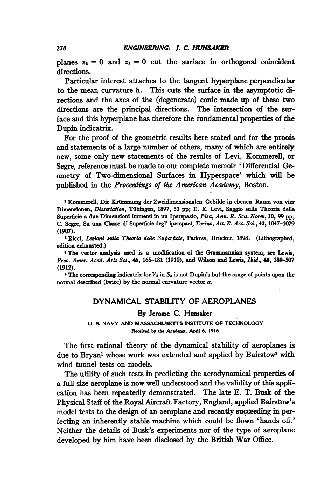 278 ENGINEERING: J. C. HUNSAKER
planes z₁ = 0 and z₂ = 0 cut the surface in orthogonal coincident
directions.
Particular interest attaches to the tangent hyperplane perpendicular
to the mean curvature h. This cuts the surface in the asymptotic di-
rections and the axes of the (degenerate) conic made up of these two
directions are the principal directions. The intersection of the sur-
face and this hyperplane has therefore the fundamental properties of the
Dupin indicatrix.
For the proof of the geometric results here stated and for the proofs
and statements of a large number of others, many of which are entirely
new, some only new statements of the results of Levi, Kommerell, or
Segre, reference must be made to our complete memoir 'Differential Ge-
ometry of Two-dimensional Surfaces in Hyperspace' which will be
published in the Proceedings of the American Academy, Boston.
¹ Kommerell, Die Krümmung der Zweidimensionalen Gebilde in ebenen Raum von vier
Dimensionen, Dissertation, Tübingen, 1897, 53 pp; E. E. Levi, Saggio sulla Theoria delle
Superficie a due Dimensioni immersi in un iperspazio, Pisa, Ann. R. Scu. Norm, 10, 99 pp;
C. Segre, Su una Classe di Superficie degl' iperspazi, Torino, Att. R. Acc. Sci., 42, 1047-1079
(1907).
² Ricci, Lezioni sulla Theoria delle Superficie, Padova, Drucker, 1898. (Lithographed,
edition exhausted.)
³ The vector analysis used is a modification of the Grassmannian system; see Lewis,
Proc. Amer. Acad. Arts Sci., 46, 165-181 (1910), and Wilson and Lewis, Ibid., 48, 389-507
(1912).
⁴ The corresponding indicatrix for V₂ in Sₙ is not Dupin's but the range of points upon the
normal described (twice) by the normal curvature vector α.
DYNAMICAL STABILITY OF AEROPLANES
By Jerome C. Hunsaker
U. S. NAVY AND MASSACHUSETTS INSTITUTE OF TECHNOLOGY
Received by the Academy, April 6, 1916
The first rational theory of the dynamical stability of aeroplanes is
due to Bryan¹ whose work was extended and applied by Bairstow² with
wind tunnel tests on models.
The utility of such tests in predicting the aerodynamical properties of
a full size aeroplane is now well understood and the validity of this appli-
cation has been repeatedly demonstrated. The late E. T. Busk of the
Physical Staff of the Royal Aircraft Factory, England, applied Bairstow's
model tests to the design of an aeroplane and recently succeeding in per-
fecting an inherently stable machine which could be flown 'hands off.'
Neither the details of Busk's experiments nor of the type of aeroplane
developed by him have been disclosed by the British War Office.